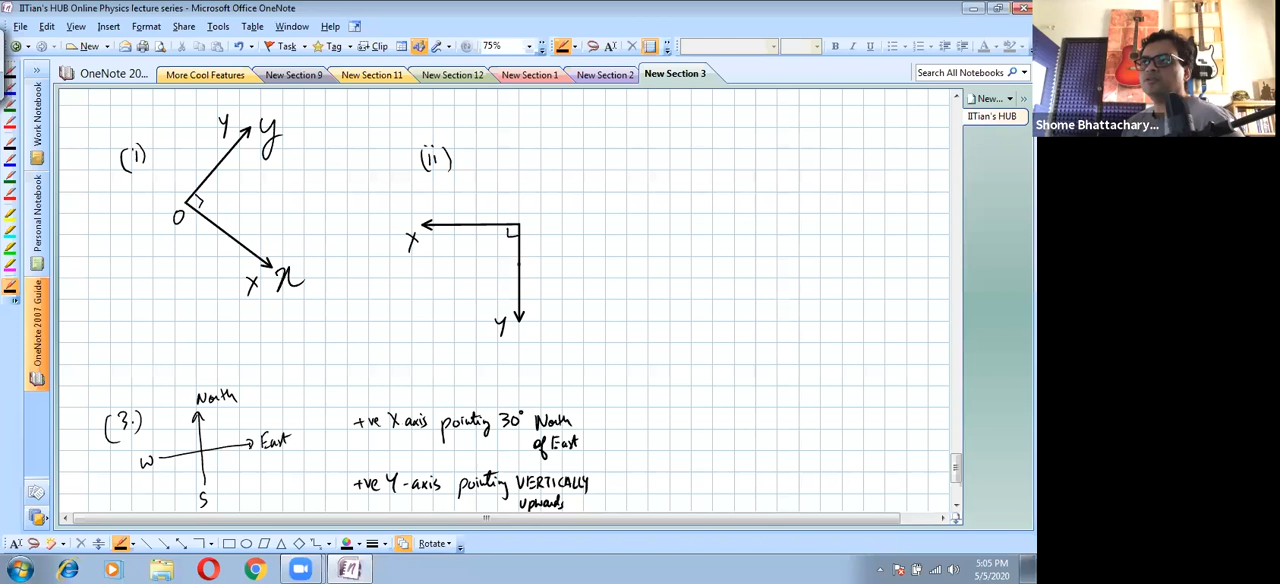 IITian's HUB Online Physics lecture series - Microsoft Office OneNote
File Edit View Insert Format Share Tools Table Window Help
New Task Tag Clip 75%
OneNote 20... More Cool Features New Section 9 New Section 11 New Section 12 New Section 1 New Section 2 New Section 3 Search All Notebooks
New...
IITian's HUB
Shome Bhattachary...
Work Notebook
Personal Notebook
OneNote 2007 Guide
(i)
y y
O
x x
(ii)
x
y
(3.)
North
East
W
S
+ve X axis pointing 30° North
of East
+ve Y-axis pointing VERTICALLY
upwards
Rotate
5:05 PM
5/5/2020